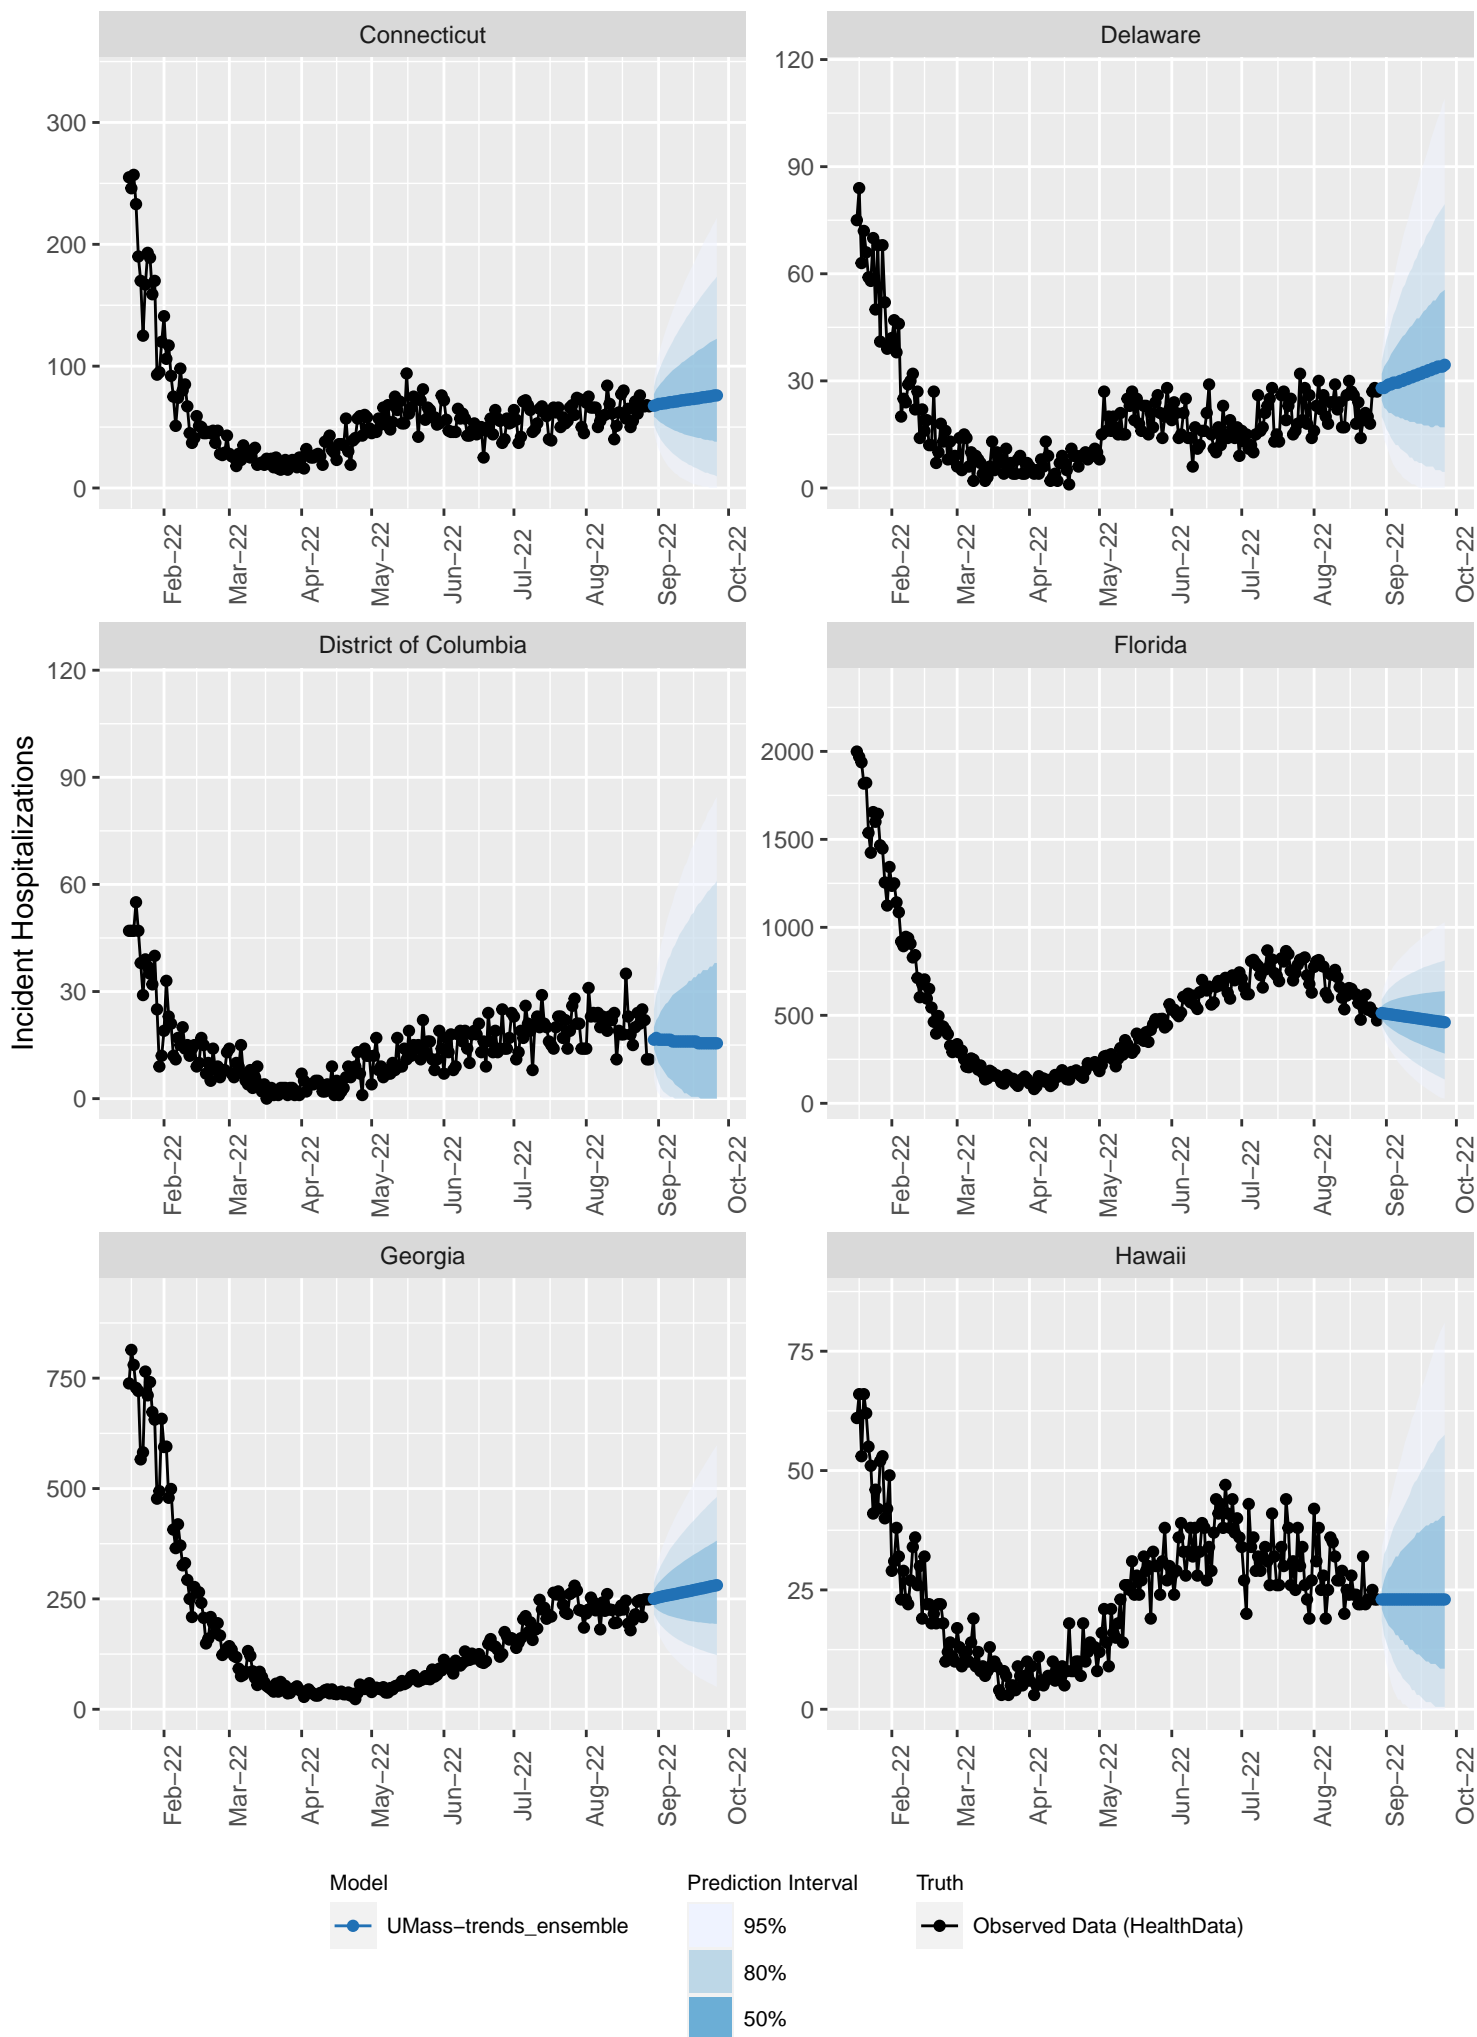 Connecticut
Delaware
300
200
100
0
120
90
60
30
0
Feb−22
Mar−22
Apr−22
May−22
Jun−22
Jul−22
Aug−22
Sep−22
Oct−22
Feb−22
Mar−22
Apr−22
May−22
Jun−22
Jul−22
Aug−22
Sep−22
Oct−22
District of Columbia
Florida
Incident Hospitalizations
120
90
60
30
0
2000
1500
1000
500
0
Feb−22
Mar−22
Apr−22
May−22
Jun−22
Jul−22
Aug−22
Sep−22
Oct−22
Feb−22
Mar−22
Apr−22
May−22
Jun−22
Jul−22
Aug−22
Sep−22
Oct−22
Georgia
Hawaii
750
500
250
0
75
50
25
0
Feb−22
Mar−22
Apr−22
May−22
Jun−22
Jul−22
Aug−22
Sep−22
Oct−22
Feb−22
Mar−22
Apr−22
May−22
Jun−22
Jul−22
Aug−22
Sep−22
Oct−22
Model
UMass−trends_ensemble
Prediction Interval
95%
80%
50%
Truth
Observed Data (HealthData)